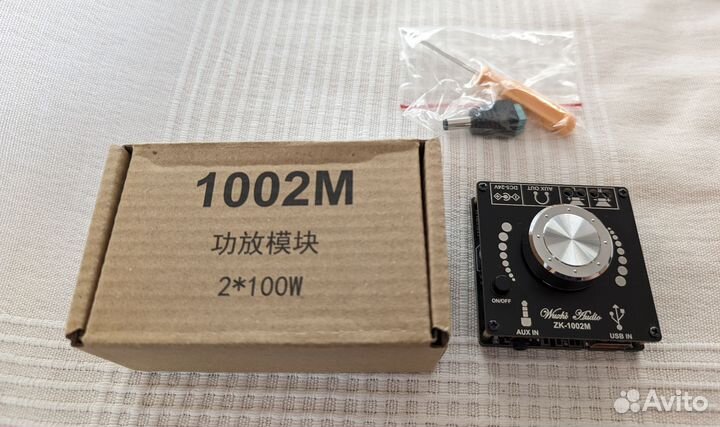 1002M
功放模块
2*100W
DC5-24V
AUX OUT
ON/OFF
Wuzhi Audio
ZK-1002M
AUX IN
USB IN
Avito